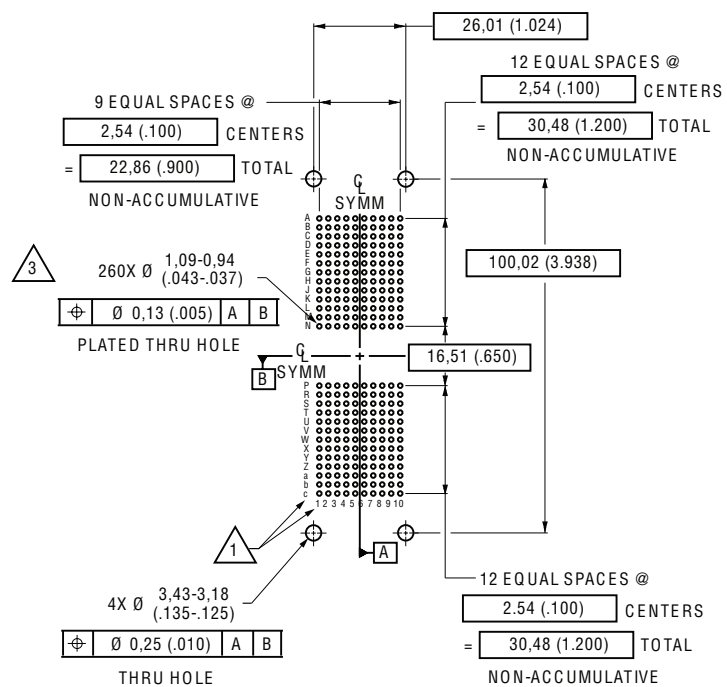 26,01 (1.024)
12 EQUAL SPACES @
2,54 (.100) CENTERS
= 30,48 (1.200) TOTAL
NON-ACCUMULATIVE
9 EQUAL SPACES @
2,54 (.100) CENTERS
= 22,86 (.900) TOTAL
NON-ACCUMULATIVE
CL
SYMM
A
B
C
D
E
F
G
H
J
K
L
M
N
3
260X Ø 1,09-0,94
(.043-.037)
⌖ Ø 0,13 (.005) A B
PLATED THRU HOLE
100,02 (3.938)
16,51 (.650)
CL
SYMM
B
P
R
S
T
U
V
W
X
Y
Z
a
b
c
1 2 3 4 5 6 7 8 9 10
1
A
4X Ø 3,43-3,18
(.135-.125)
⌖ Ø 0,25 (.010) A B
THRU HOLE
12 EQUAL SPACES @
2.54 (.100) CENTERS
= 30,48 (1.200) TOTAL
NON-ACCUMULATIVE